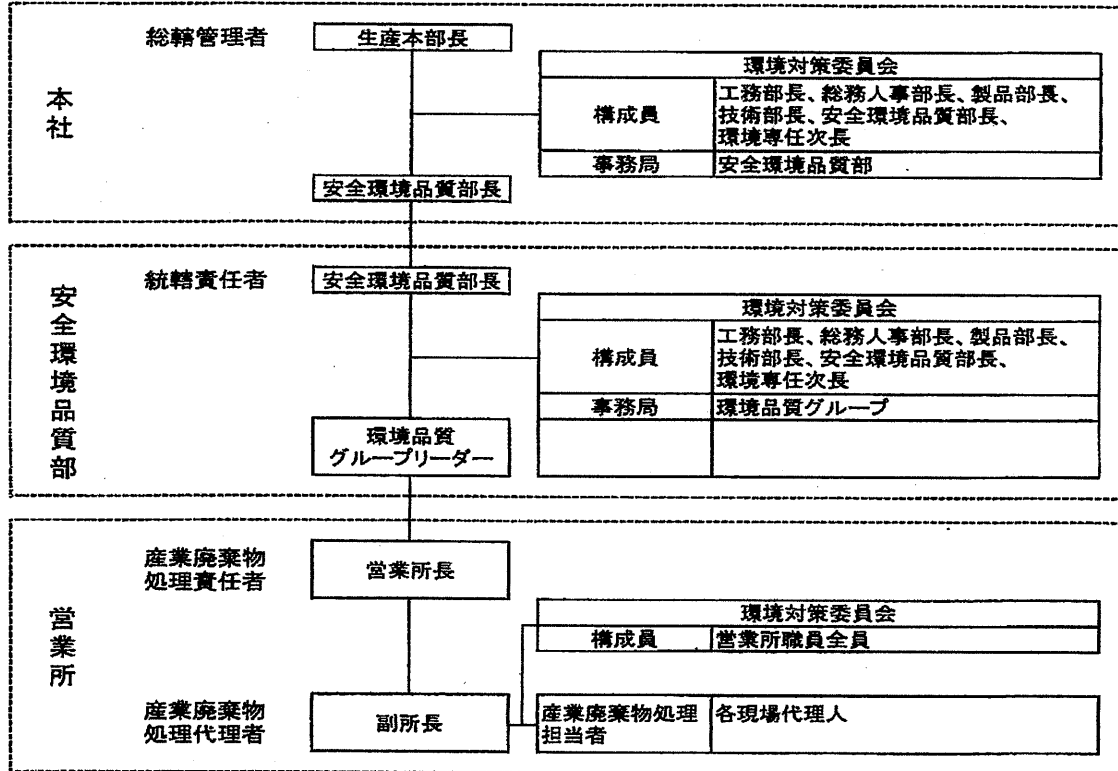 本社
総轄管理者
生産本部長
環境対策委員会
構成員
工務部長、総務人事部長、製品部長、
技術部長、安全環境品質部長、
環境専任次長
事務局
安全環境品質部
安全環境品質部長
安全環境品質部
統轄責任者
安全環境品質部長
環境対策委員会
構成員
工務部長、総務人事部長、製品部長、
技術部長、安全環境品質部長、
環境専任次長
事務局
環境品質グループ
環境品質
グループリーダー
営業所
産業廃棄物
処理責任者
営業所長
環境対策委員会
構成員
営業所職員全員
産業廃棄物
処理代理者
副所長
産業廃棄物処理
担当者
各現場代理人